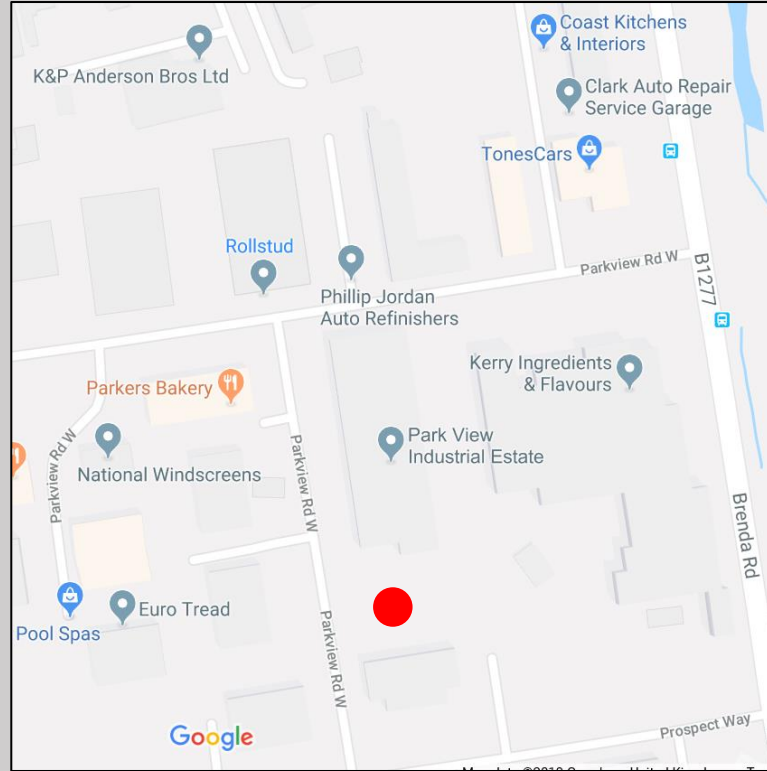 Coast Kitchens
& Interiors
K&P Anderson Bros Ltd
Clark Auto Repair
Service Garage
TonesCars
Rollstud
Parkview Rd W
B1277
Phillip Jordan
Auto Refinishers
Kerry Ingredients
& Flavours
Parkers Bakery
Park View
Industrial Estate
Parkview Rd W
Parkview Rd W
National Windscreens
Brenda Rd
Euro Tread
Pool Spas
Parkview Rd W
Google
Prospect Way